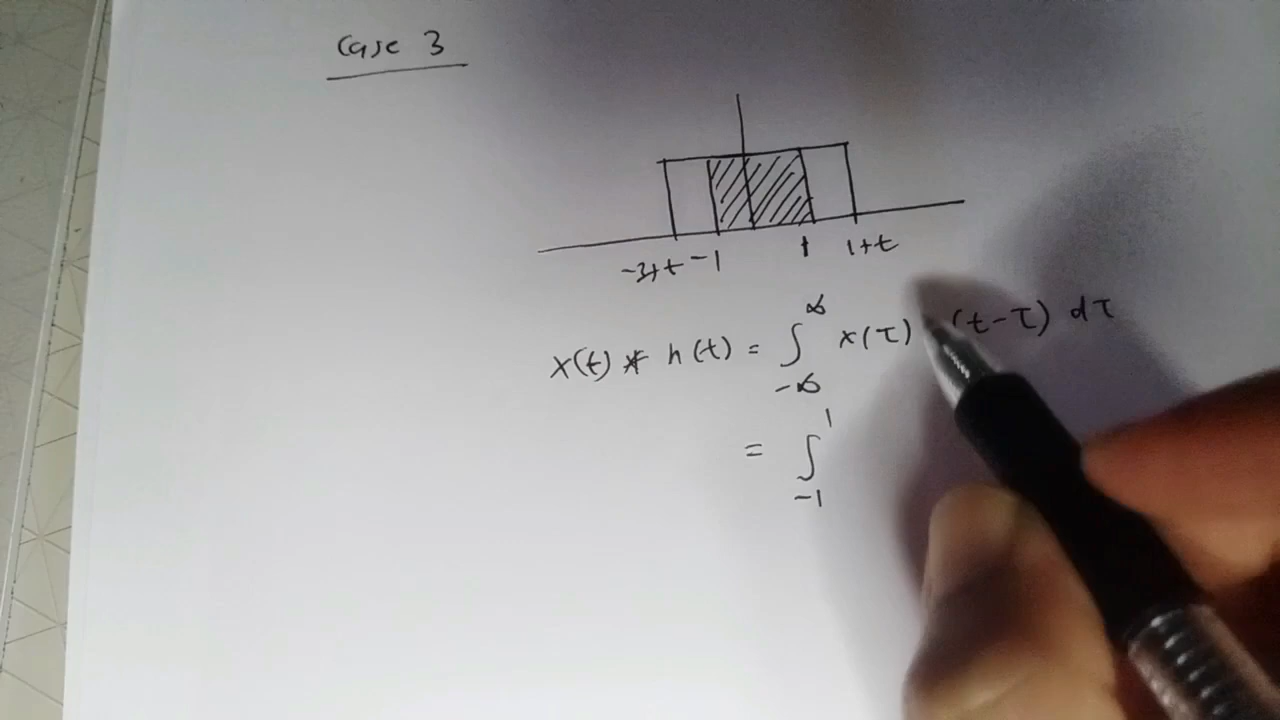 Case 3
-3+t -1 1 1+t
x(t) * h(t) = ∫ ∞ -∞ x(τ) (t-τ) dτ
= ∫ 1 -1